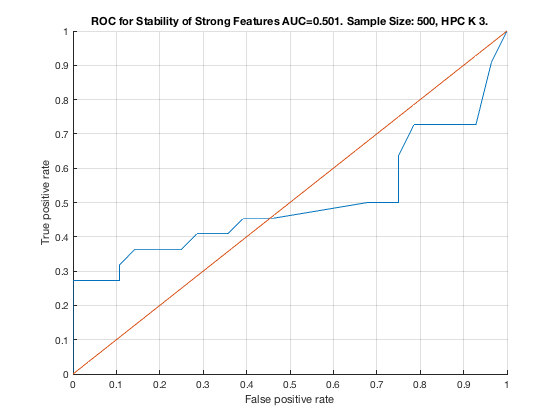 ROC for Stability of Strong Features AUC=0.501. Sample Size: 500, HPC K 3.
1
0.9
0.8
0.7
0.6
0.5
0.4
0.3
0.2
0.1
0
True positive rate
0 0.1 0.2 0.3 0.4 0.5 0.6 0.7 0.8 0.9 1
False positive rate